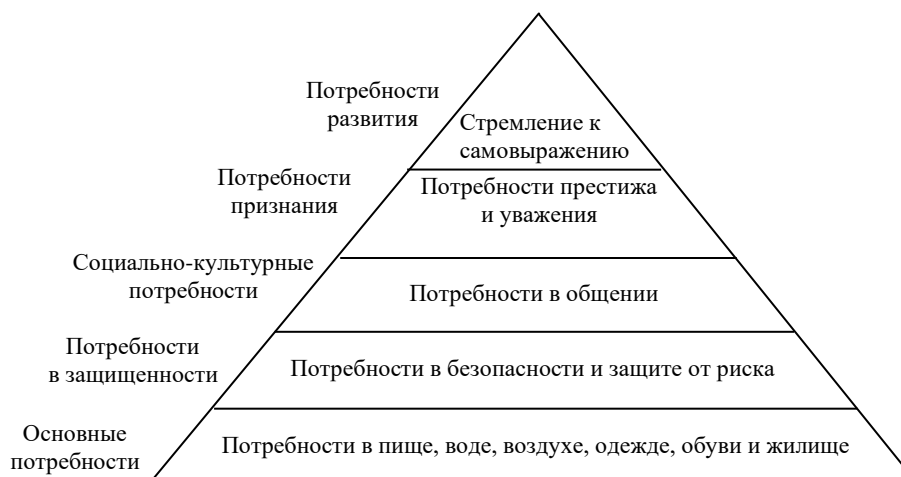 Потребности
развития
Стремление к
самовыражению
Потребности
признания
Потребности престижа
и уважения
Социально-культурные
потребности
Потребности в общении
Потребности
в защищенности
Потребности в безопасности и защите от риска
Основные
потребности
Потребности в пище, воде, воздухе, одежде, обуви и жилище